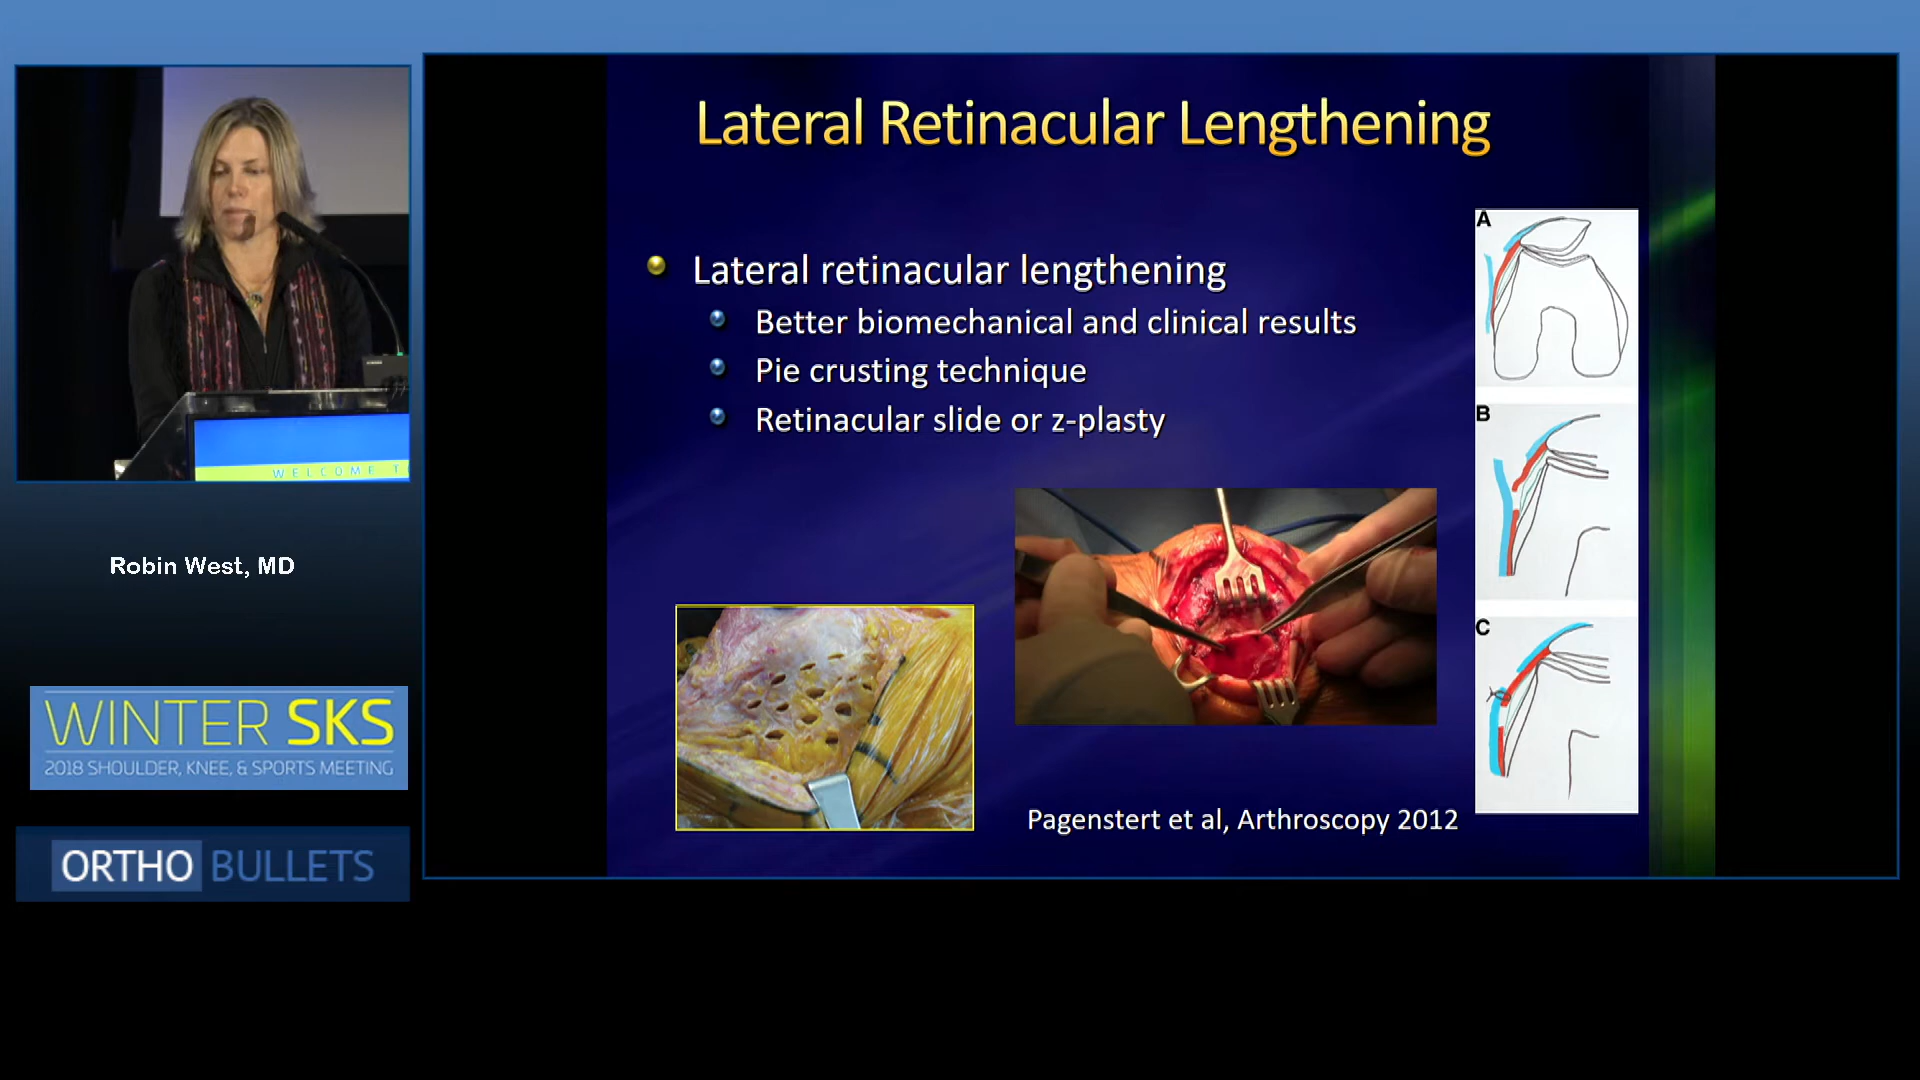 Lateral Retinacular Lengthening
Lateral retinacular lengthening
Better biomechanical and clinical results
Pie crusting technique
Retinacular slide or z-plasty
A
B
C
Pagenstert et al, Arthroscopy 2012
WELCOME T
Robin West, MD
WINTER SKS
2018 SHOULDER, KNEE, & SPORTS MEETING
ORTHO BULLETS